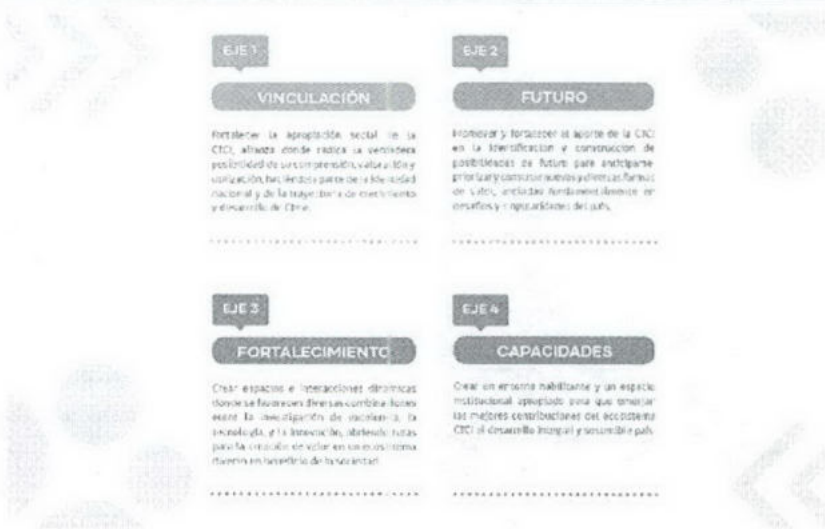 EJE 1
VINCULACIÓN
Fortalecer la apropiación social de la
CTCI, alianza donde radica la verdadera
posibilidad de su comprensión, valoración y
utilización, haciéndola parte de la identidad
nacional y de la trayectoria de crecimiento
y desarrollo de Chile.
EJE 2
FUTURO
Promover y fortalecer el aporte de la CTCI
en la identificación y construcción de
posibilidades de futuro para anticiparse,
priorizar y construir nuevas y diversas formas
de valor, ancladas fundamentalmente en
desafíos y singularidades del país.
EJE 3
FORTALECIMIENTO
Crear espacios e interacciones dinámicas
donde se favorecen diversas combinaciones
entre la investigación de excelencia, la
tecnología, y la innovación, abriendo rutas
para la creación de valor en un ecosistema
diverso en beneficio de la sociedad.
EJE 4
CAPACIDADES
Crear un entorno habilitante y un espacio
institucional apropiado para que emerjan
las mejores contribuciones del ecosistema
CTCI al desarrollo integral y sostenible país.